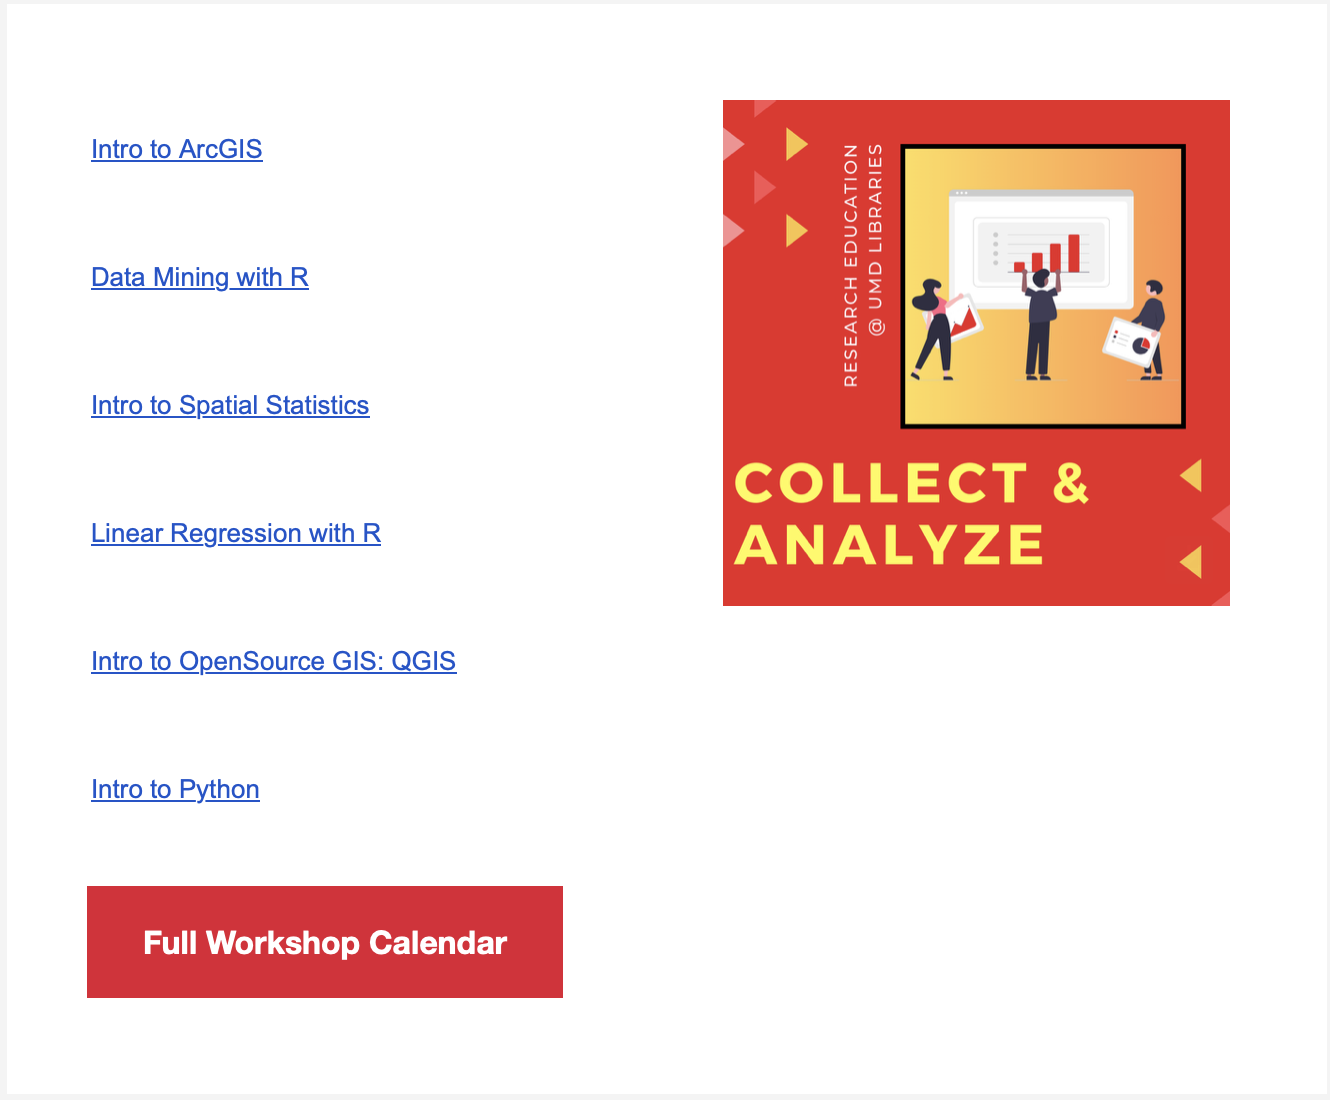 Intro to ArcGIS
Data Mining with R
Intro to Spatial Statistics
Linear Regression with R
Intro to OpenSource GIS: QGIS
Intro to Python
Full Workshop Calendar
RESEARCH EDUCATION
@ UMD LIBRARIES
COLLECT &
ANALYZE